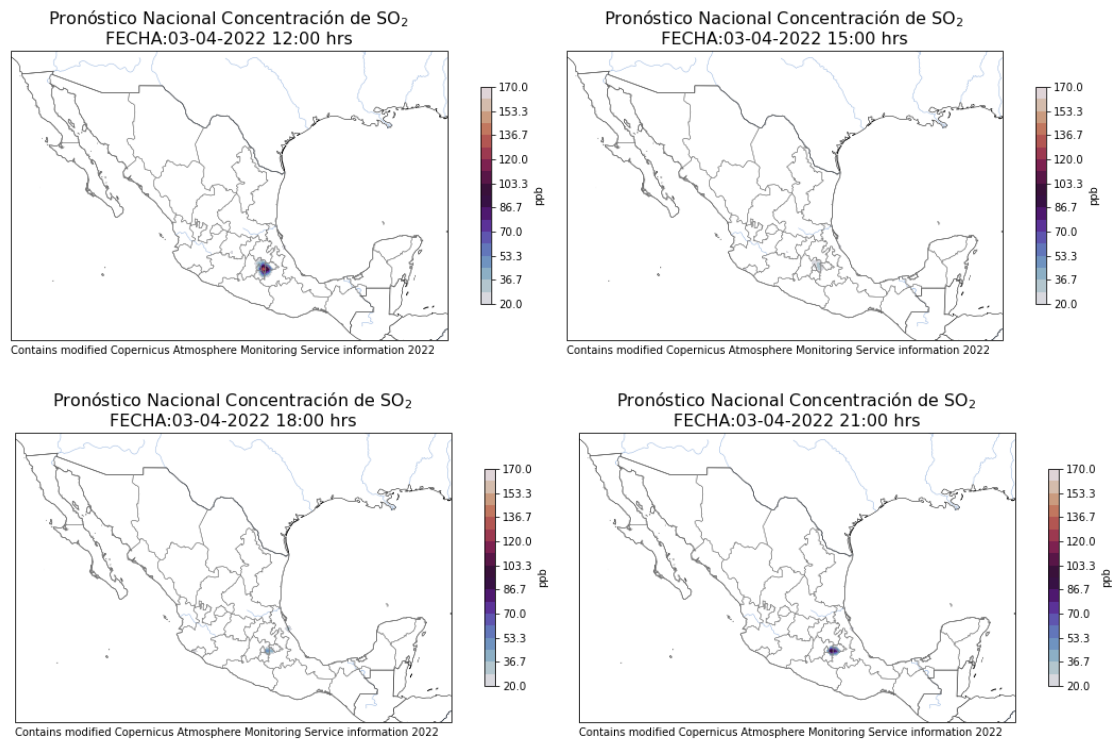 Pronóstico Nacional Concentración de SO₂
FECHA:03-04-2022 12:00 hrs
170.0
153.3
136.7
120.0
103.3
86.7
70.0
53.3
36.7
20.0
ppb
Contains modified Copernicus Atmosphere Monitoring Service information 2022
Pronóstico Nacional Concentración de SO₂
FECHA:03-04-2022 15:00 hrs
170.0
153.3
136.7
120.0
103.3
86.7
70.0
53.3
36.7
20.0
ppb
Contains modified Copernicus Atmosphere Monitoring Service information 2022
Pronóstico Nacional Concentración de SO₂
FECHA:03-04-2022 18:00 hrs
170.0
153.3
136.7
120.0
103.3
86.7
70.0
53.3
36.7
20.0
ppb
Contains modified Copernicus Atmosphere Monitoring Service information 2022
Pronóstico Nacional Concentración de SO₂
FECHA:03-04-2022 21:00 hrs
170.0
153.3
136.7
120.0
103.3
86.7
70.0
53.3
36.7
20.0
ppb
Contains modified Copernicus Atmosphere Monitoring Service information 2022